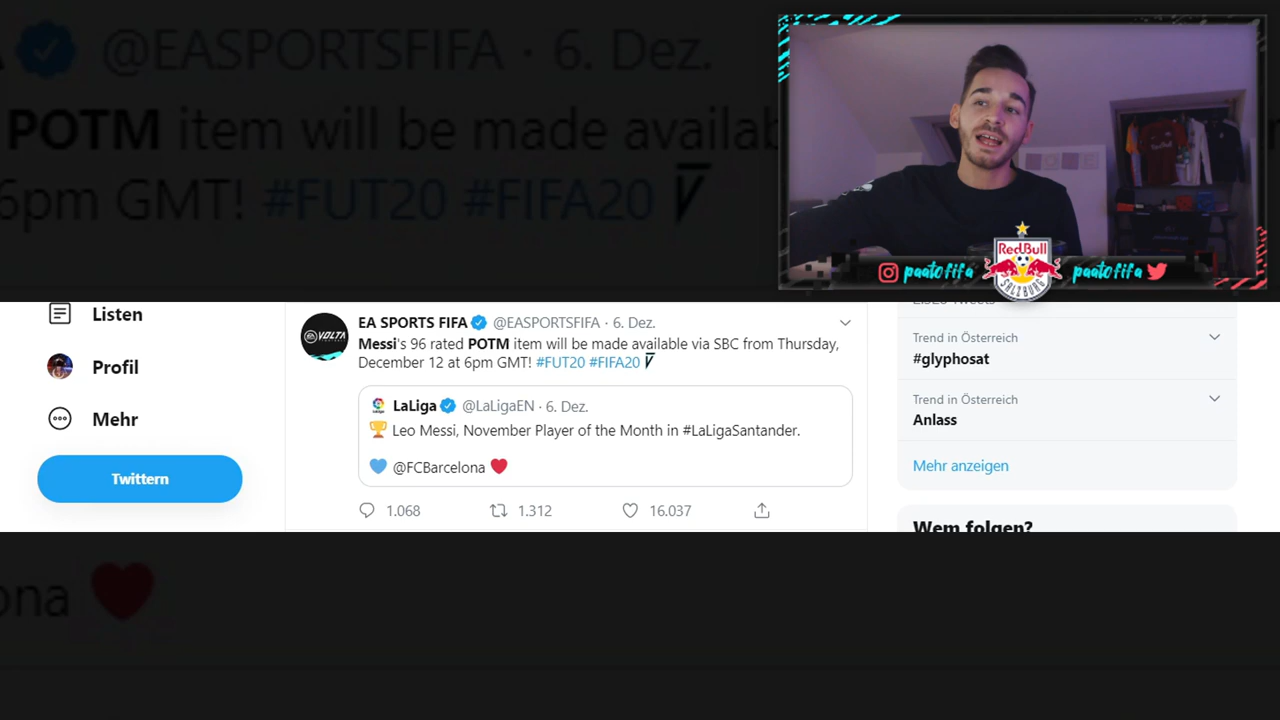 @EASPORTSFIFA · 6. Dez.
POTM item will be made availab
6pm GMT! #FUT20 #FIFA20
RedBull
SALZBURG
paatofifa
paatofifa
Listen
Profil
Mehr
Twittern
EA SPORTS FIFA @EASPORTSFIFA · 6. Dez.
Messi's 96 rated POTM item will be made available via SBC from Thursday,
December 12 at 6pm GMT! #FUT20 #FIFA20
VOLTA
LaLiga @LaLigaEN · 6. Dez.
🏆 Leo Messi, November Player of the Month in #LaLigaSantander.
💙 @FCBarcelona ❤️
1.068 1.312 16.037
Trend in Österreich
#glyphosat
Trend in Österreich
Anlass
Mehr anzeigen
Wem folgen?
ona ❤️